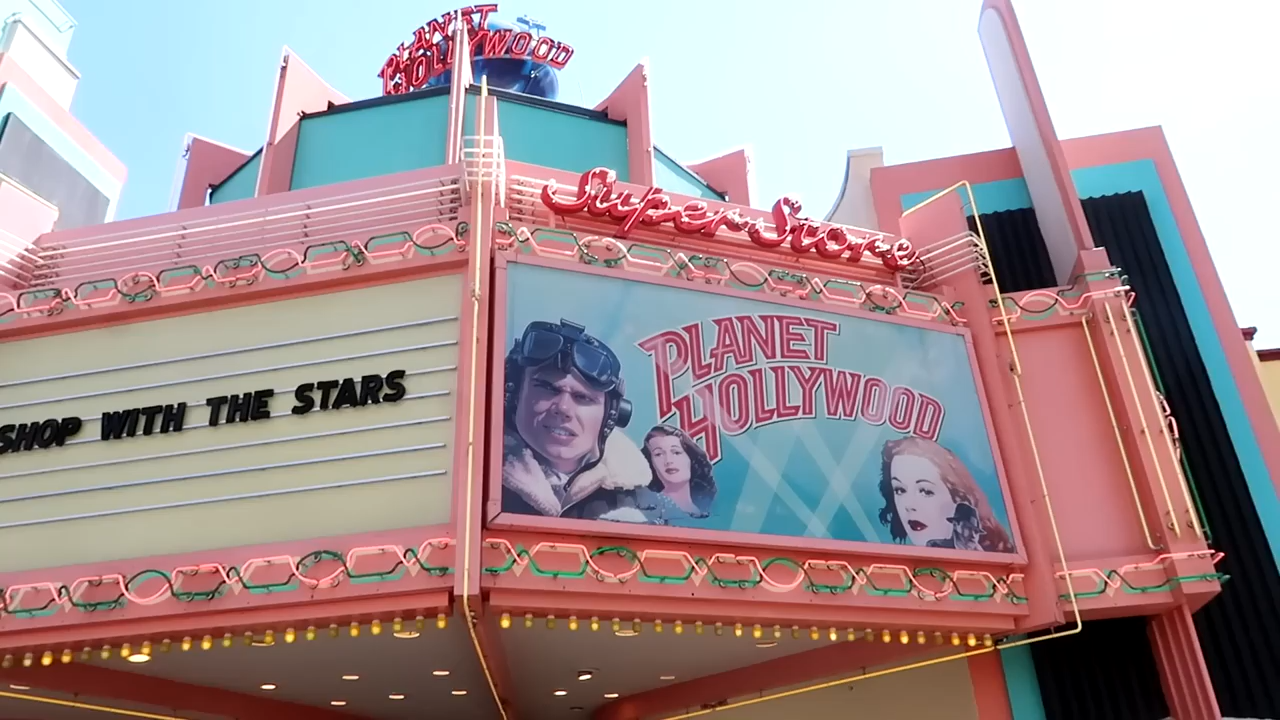 PLANET
HOLLYWOOD
SuperStore
SHOP WITH THE STARS
PLANET
HOLLYWOOD